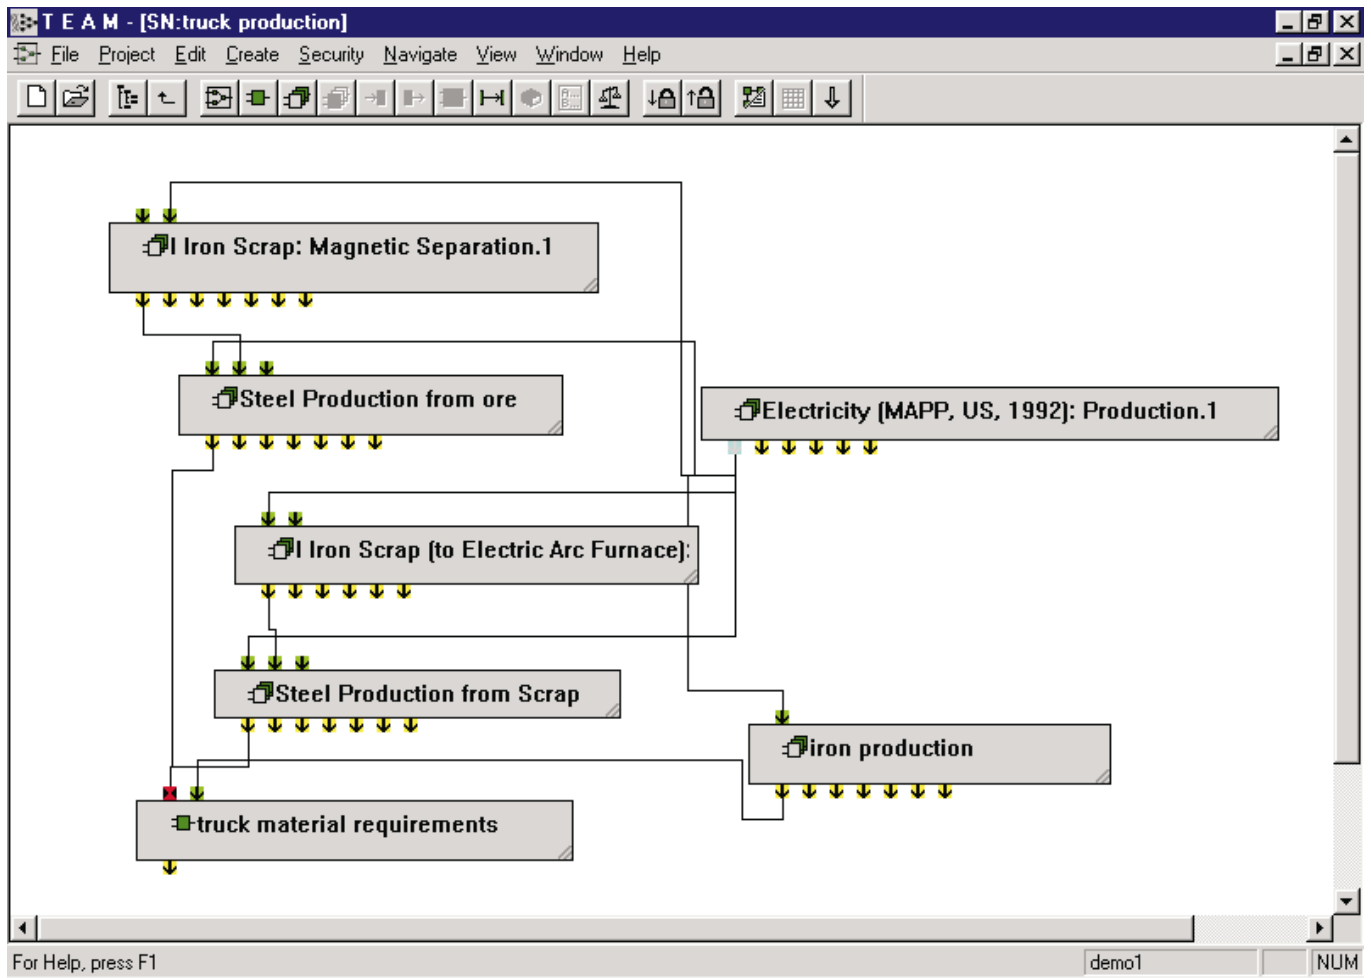 T E A M - [SN:truck production]
File Project Edit Create Security Navigate View Window Help
I Iron Scrap: Magnetic Separation.1
Steel Production from ore
Electricity (MAPP, US, 1992): Production.1
I Iron Scrap (to Electric Arc Furnace):
Steel Production from Scrap
iron production
truck material requirements
For Help, press F1 demo1 NUM